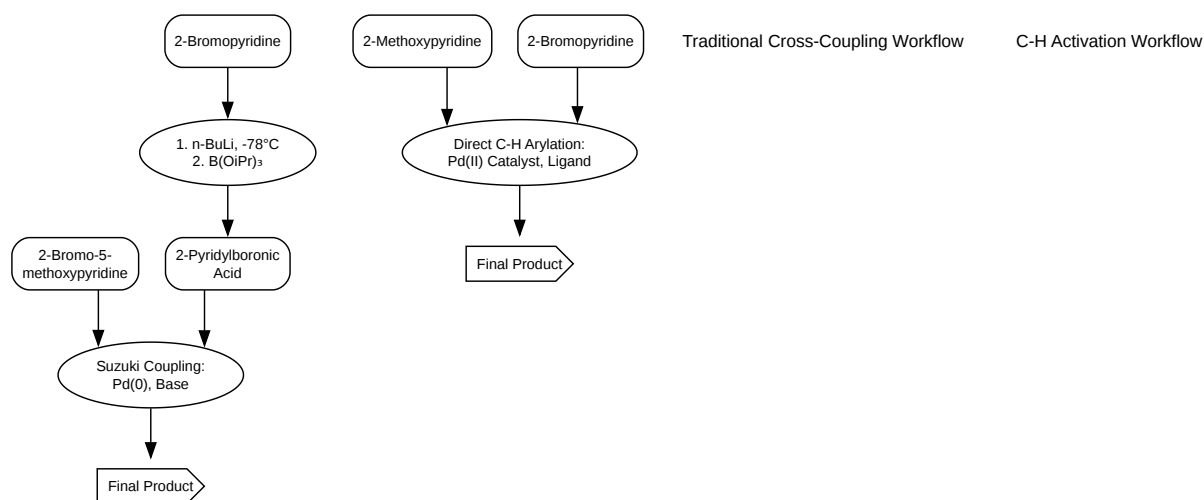 2-Bromopyridine
2-Methoxypyridine
2-Bromopyridine
Traditional Cross-Coupling Workflow
C-H Activation Workflow
1. n-BuLi, -78°C
2. B(OiPr)₃
Direct C-H Arylation:
Pd(II) Catalyst, Ligand
2-Bromo-5-
methoxypyridine
2-Pyridylboronic
Acid
Final Product
Suzuki Coupling:
Pd(0), Base
Final Product